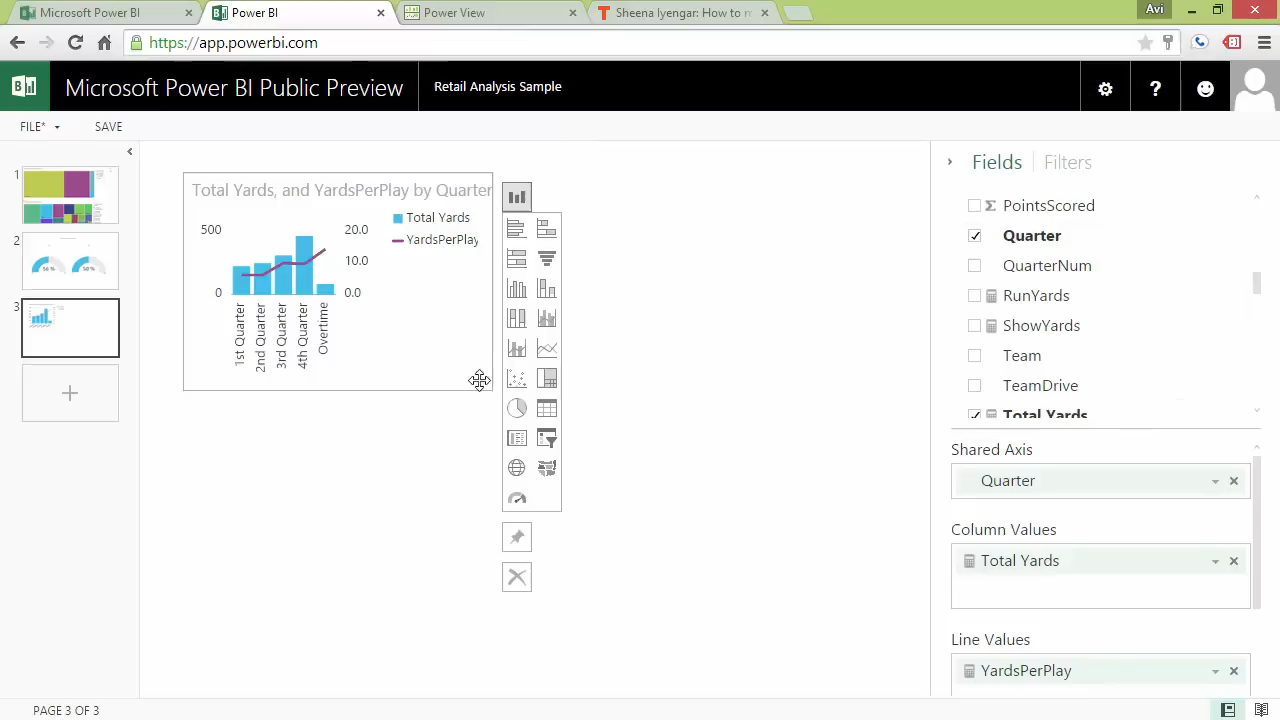 Microsoft Power BI
Power BI
Power View
Sheena Iyengar: How to m
Avi
https://app.powerbi.com
Microsoft Power BI Public Preview
Retail Analysis Sample
?
FILE*
SAVE
1
2
56 %
50 %
3
Total Yards, and YardsPerPlay by Quarter
500
0
20.0
10.0
0.0
Total Yards
YardsPerPlay
1st Quarter
2nd Quarter
3rd Quarter
4th Quarter
Overtime
Fields
Filters
PointsScored
Quarter
QuarterNum
RunYards
ShowYards
Team
TeamDrive
Total Yards
Shared Axis
Quarter
Column Values
Total Yards
Line Values
YardsPerPlay
PAGE 3 OF 3